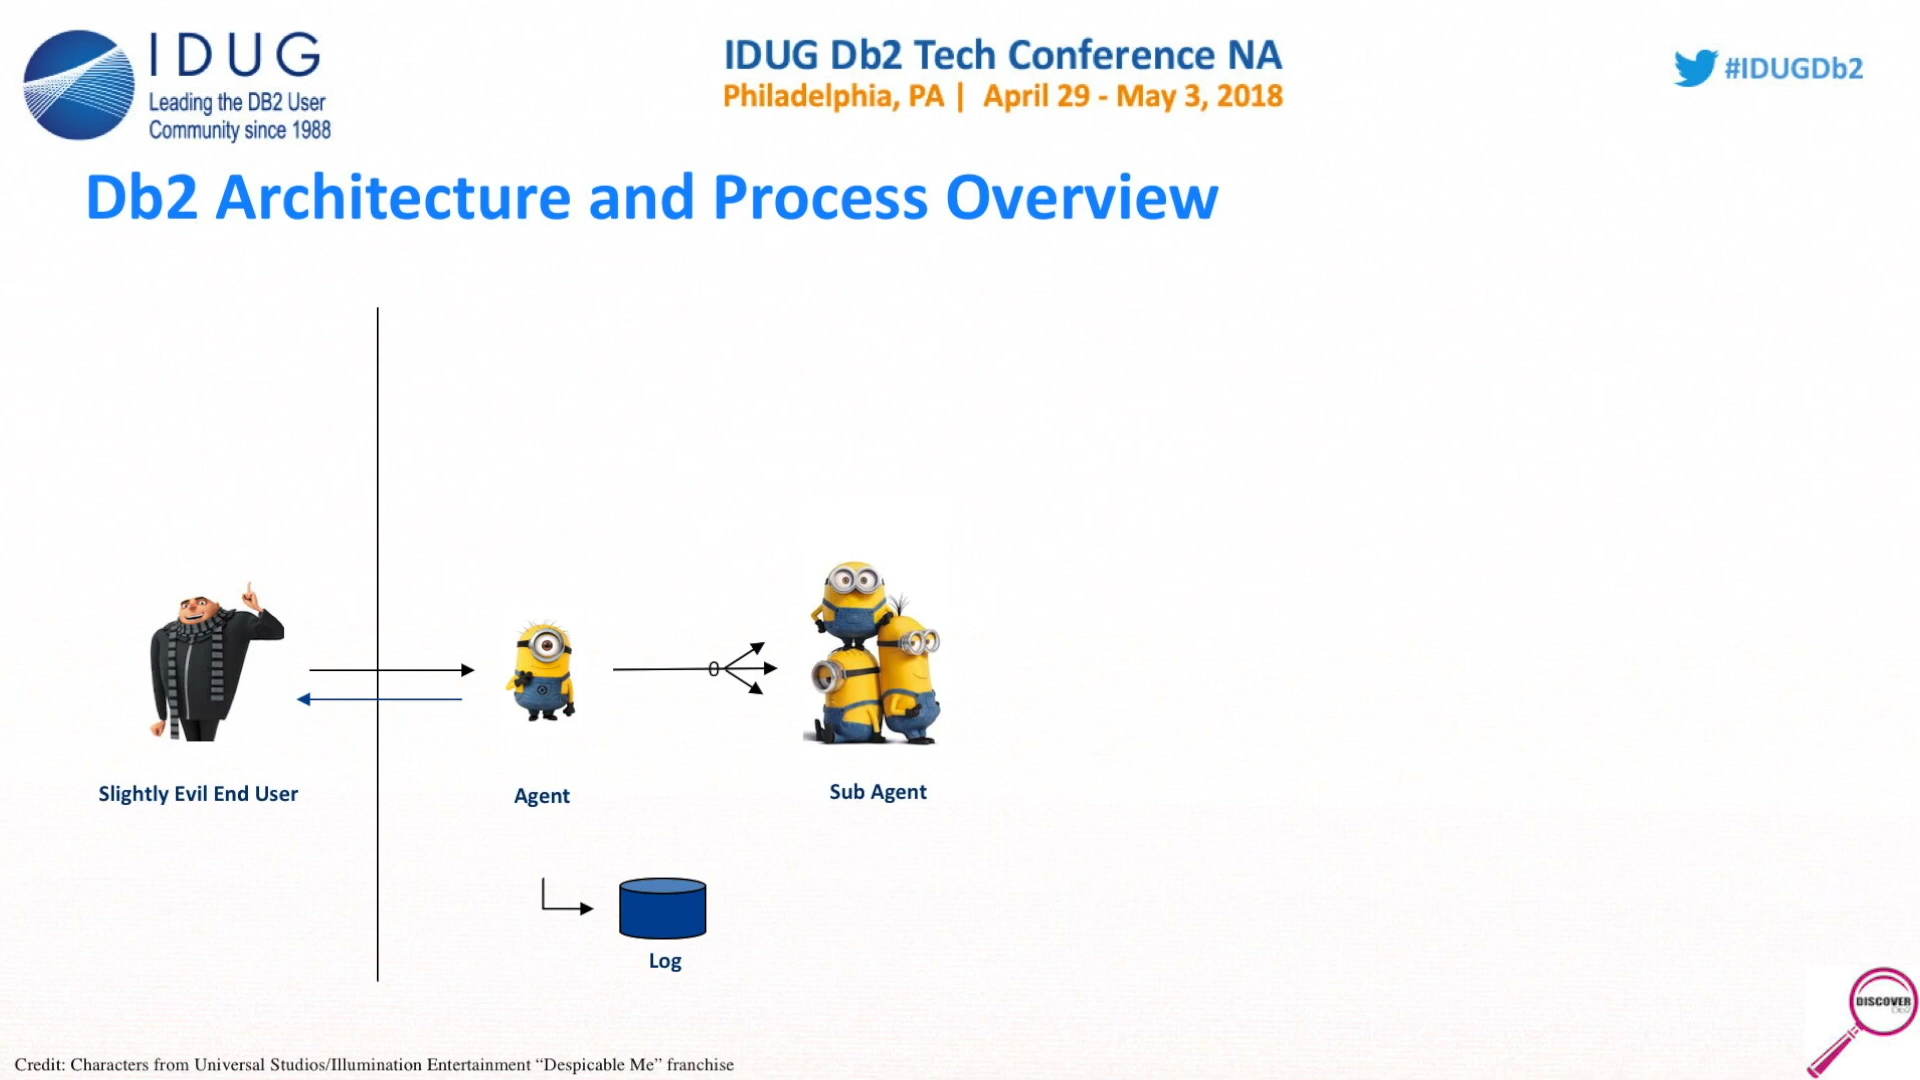 IDUG
Leading the DB2 User
Community since 1988
IDUG Db2 Tech Conference NA
Philadelphia, PA | April 29 - May 3, 2018
#IDUGDb2
Db2 Architecture and Process Overview
0
Slightly Evil End User
Agent
Sub Agent
Log
DISCOVER
Db2
Credit: Characters from Universal Studios/Illumination Entertainment “Despicable Me” franchise